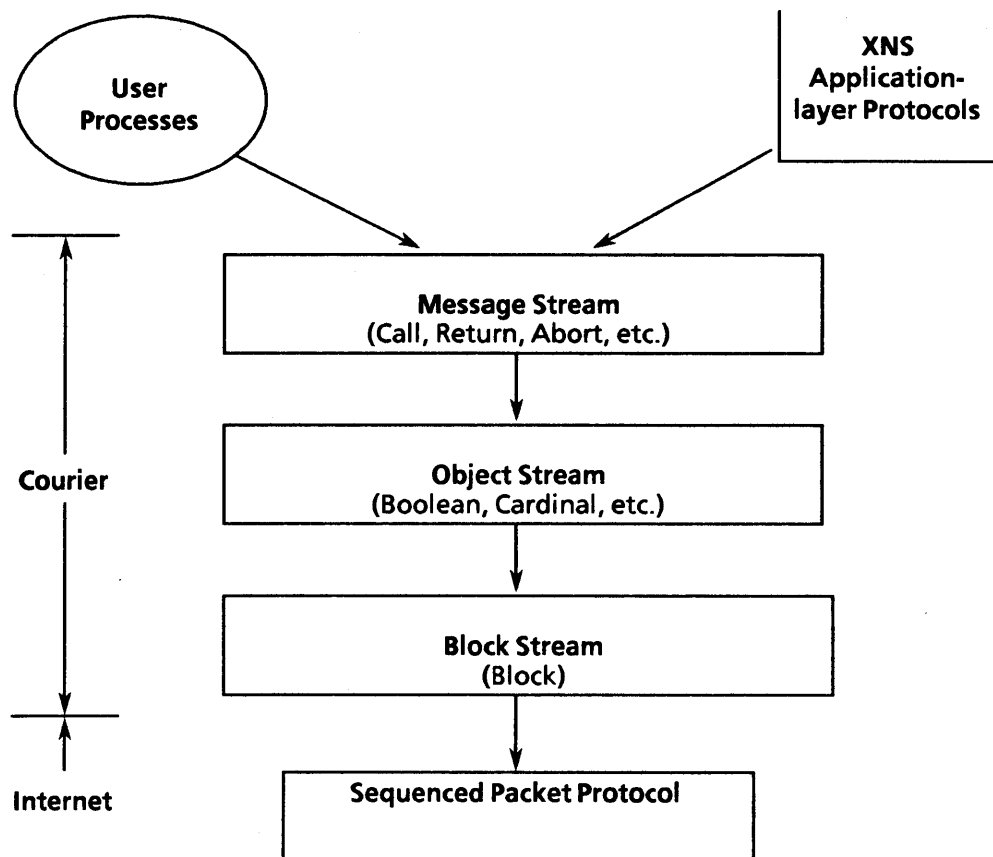 User
Processes
XNS
Application-
layer Protocols
Message Stream
(Call, Return, Abort, etc.)
Courier
Object Stream
(Boolean, Cardinal, etc.)
Block Stream
(Block)
Internet
Sequenced Packet Protocol